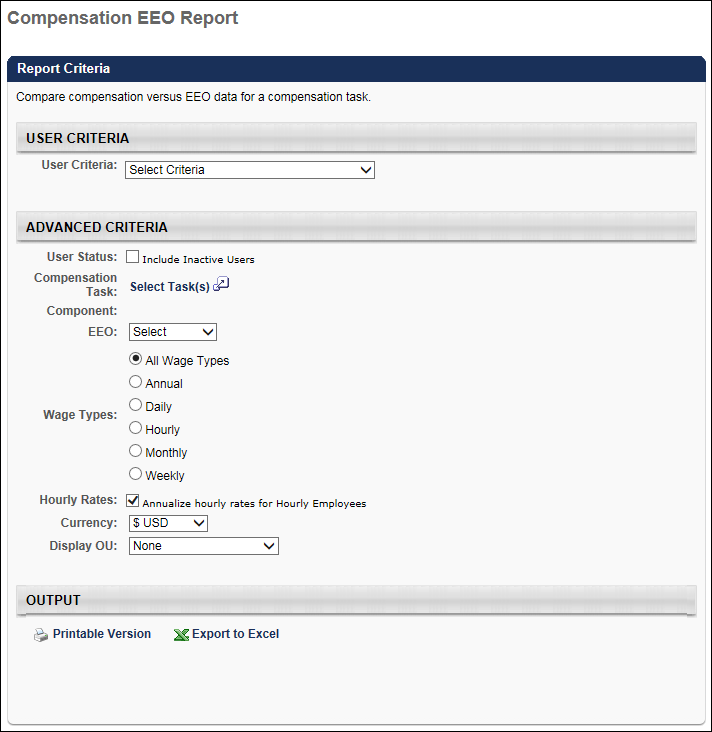 Compensation EEO Report
Report Criteria
Compare compensation versus EEO data for a compensation task.
USER CRITERIA
User Criteria: Select Criteria
ADVANCED CRITERIA
User Status: Include Inactive Users
Compensation
Task: Select Task(s)
Component:
EEO: Select
All Wage Types
Annual
Daily
Wage Types:
Hourly
Monthly
Weekly
Hourly Rates: Annualize hourly rates for Hourly Employees
Currency: $ USD
Display OU: None
OUTPUT
Printable Version Export to Excel